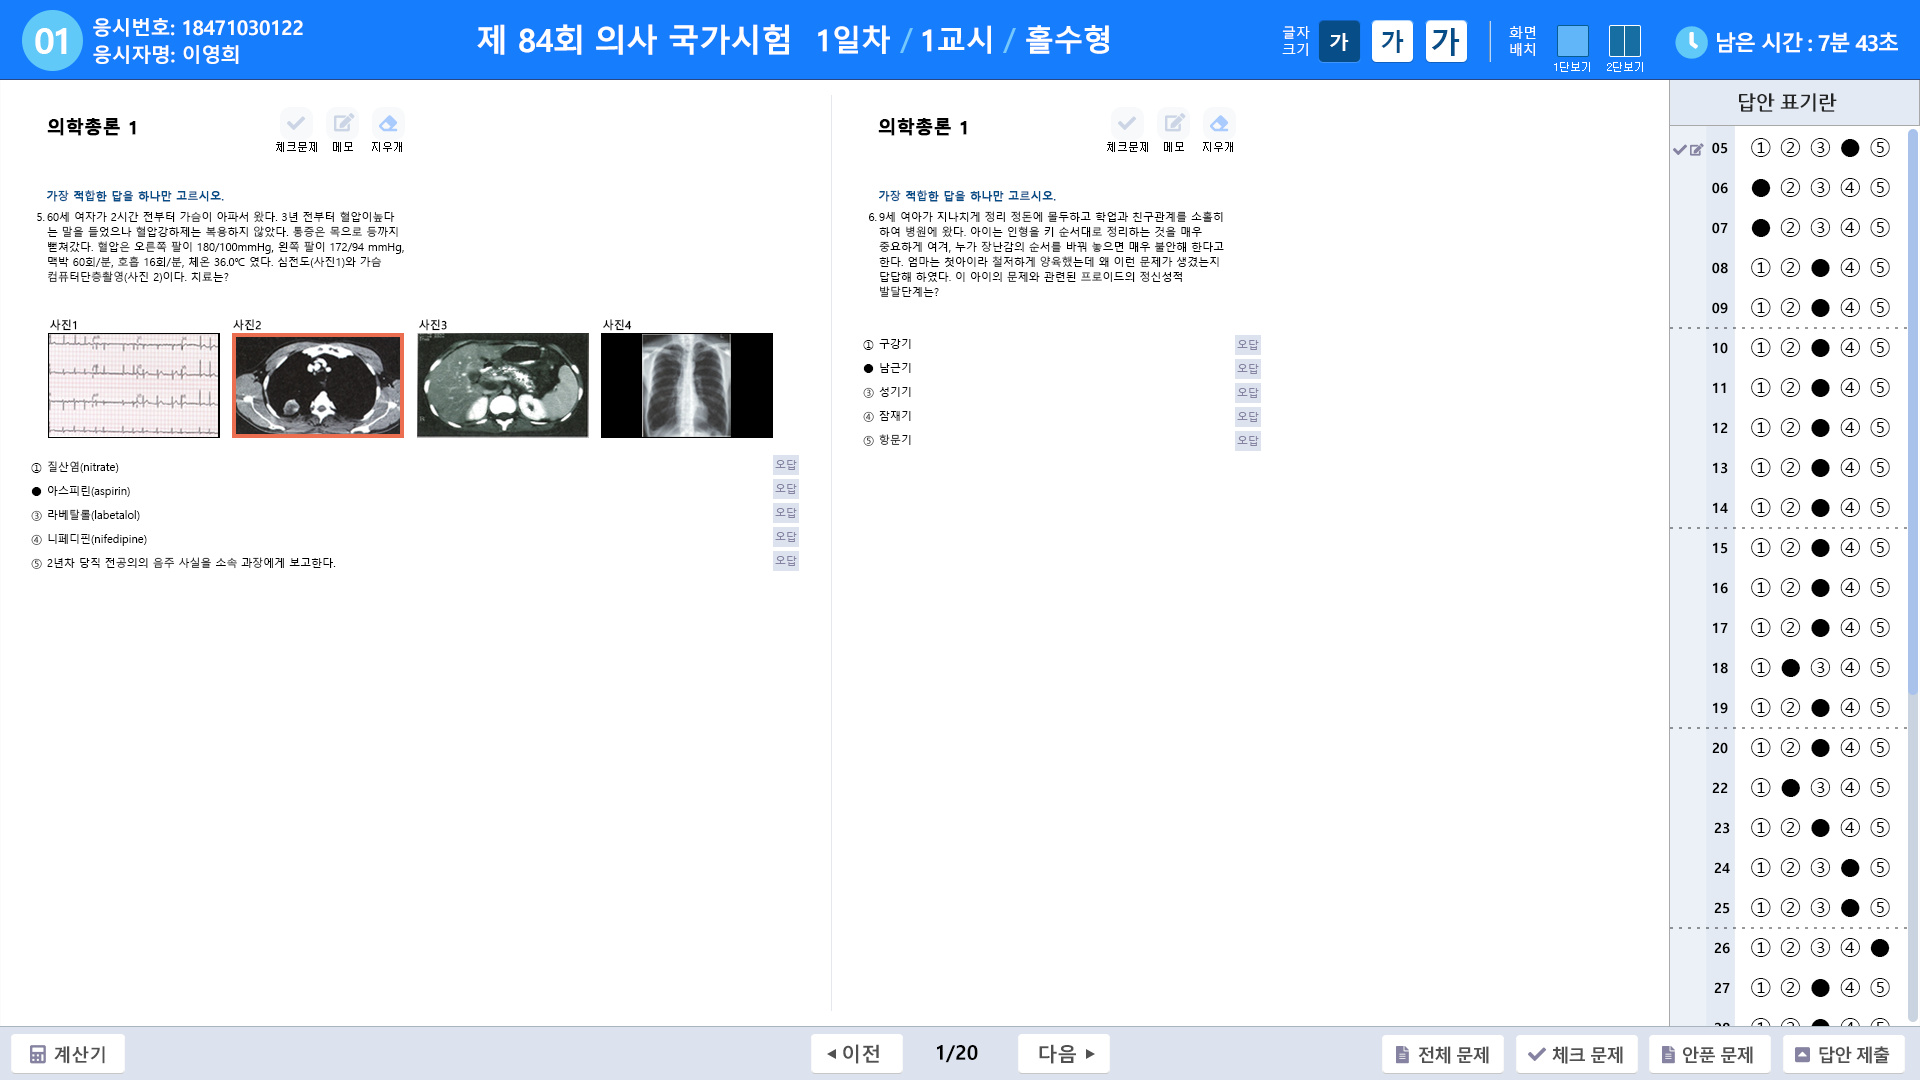 01
응시번호: 18471030122
응시자명: 이영희
제 84회 의사 국가시험 1일차 / 1교시 / 홀수형
글자
크기
가 가 가
화면
배치
1단보기 2단보기
남은 시간 : 7분 43초
의학총론 1
체크문제 메모 지우개
가장 적합한 답을 하나만 고르시오.
5. 60세 여자가 2시간 전부터 가슴이 아파서 왔다. 3년 전부터 혈압이높다
는 말을 들었으나 혈압강하제는 복용하지 않았다. 통증은 목으로 등까지
뻗쳐갔다. 혈압은 오른쪽 팔이 180/100mmHg, 왼쪽 팔이 172/94 mmHg,
맥박 60회/분, 호흡 16회/분, 체온 36.0℃ 였다. 심전도(사진1)와 가슴
컴퓨터단층촬영(사진 2)이다. 치료는?
사진1 사진2 사진3 사진4
① 질산염(nitrate) 오답
● 아스피린(aspirin) 오답
③ 라베탈롤(labetalol) 오답
④ 니페디핀(nifedipine) 오답
⑤ 2년차 당직 전공의의 음주 사실을 소속 과장에게 보고한다. 오답
의학총론 1
체크문제 메모 지우개
가장 적합한 답을 하나만 고르시오.
6. 9세 여아가 지나치게 정리 정돈에 몰두하고 학업과 친구관계를 소홀히
하여 병원에 왔다. 아이는 인형을 키 순서대로 정리하는 것을 매우
중요하게 여겨, 누가 장난감의 순서를 바꿔 놓으면 매우 불안해 한다고
한다. 엄마는 첫아이라 철저하게 양육했는데 왜 이런 문제가 생겼는지
답답해 하였다. 이 아이의 문제와 관련된 프로이드의 정신성적
발달단계는?
① 구강기 오답
● 남근기 오답
③ 성기기 오답
④ 잠재기 오답
⑤ 항문기 오답
답안 표기란
05 ① ② ③ ● ⑤
06 ● ② ③ ④ ⑤
07 ● ② ③ ④ ⑤
08 ① ② ● ④ ⑤
09 ① ② ● ④ ⑤
10 ① ② ● ④ ⑤
11 ① ② ● ④ ⑤
12 ① ② ● ④ ⑤
13 ① ② ● ④ ⑤
14 ① ② ● ④ ⑤
15 ① ② ● ④ ⑤
16 ① ② ● ④ ⑤
17 ① ② ● ④ ⑤
18 ① ● ③ ④ ⑤
19 ① ② ● ④ ⑤
20 ① ② ● ④ ⑤
22 ① ● ③ ④ ⑤
23 ① ② ● ④ ⑤
24 ① ② ③ ● ⑤
25 ① ② ③ ● ⑤
26 ① ② ③ ④ ●
27 ① ② ● ④ ⑤
28 ① ② ● ④ ⑤
계산기
◀ 이전
1/20
다음 ▶
전체 문제
체크 문제
안푼 문제
답안 제출